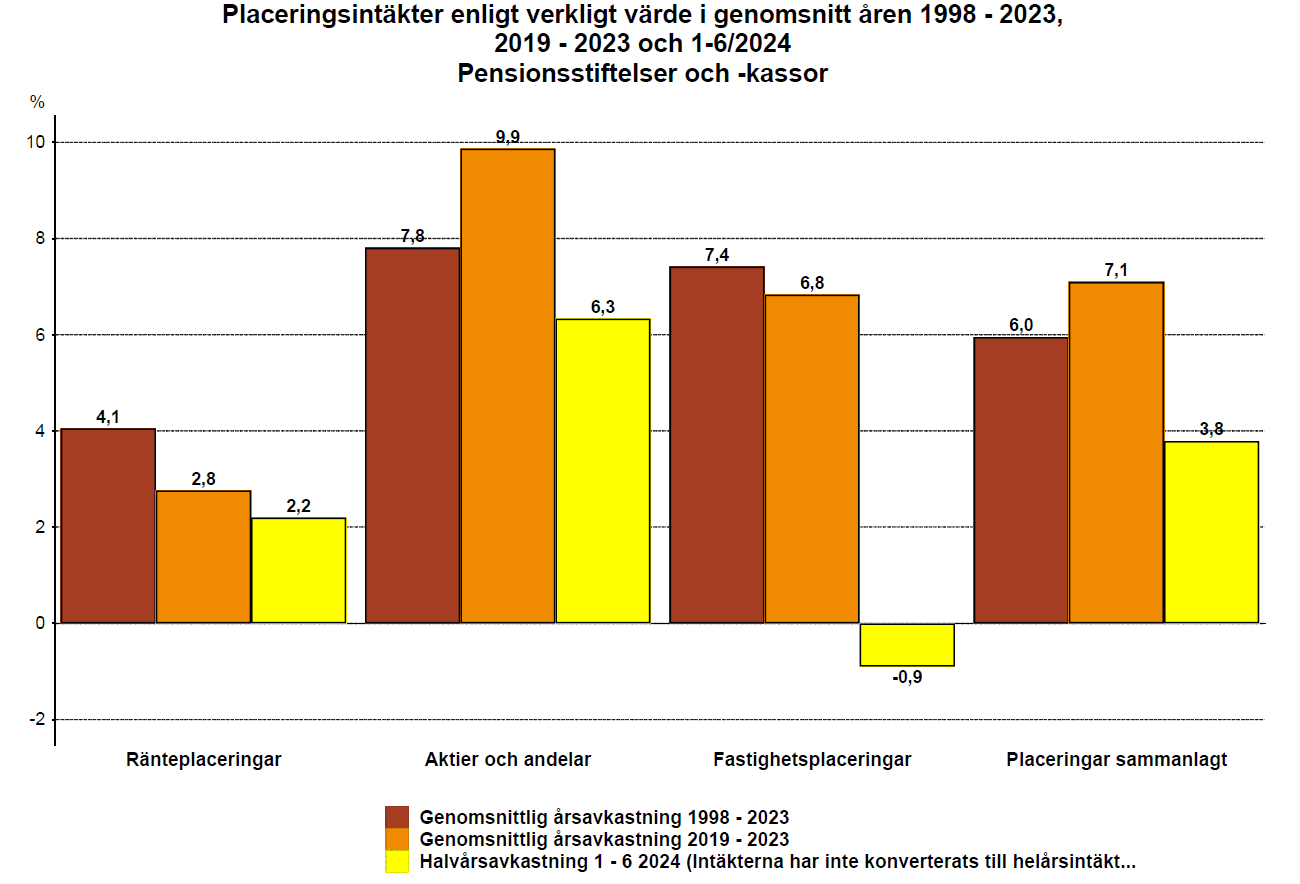 Placeringsintäkter enligt verkligt värde i genomsnitt åren 1998 - 2023,
2019 - 2023 och 1-6/2024
Pensionsstiftelser och -kassor
%
10
8
6
4
2
0
-2
4,1
2,8
2,2
7,8
9,9
6,3
7,4
6,8
-0,9
6,0
7,1
3,8
Ränteplaceringar
Aktier och andelar
Fastighetsplaceringar
Placeringar sammanlagt
Genomsnittlig årsavkastning 1998 - 2023
Genomsnittlig årsavkastning 2019 - 2023
Halvårsavkastning 1 - 6 2024 (Intäkterna har inte konverterats till helårsintäkt...